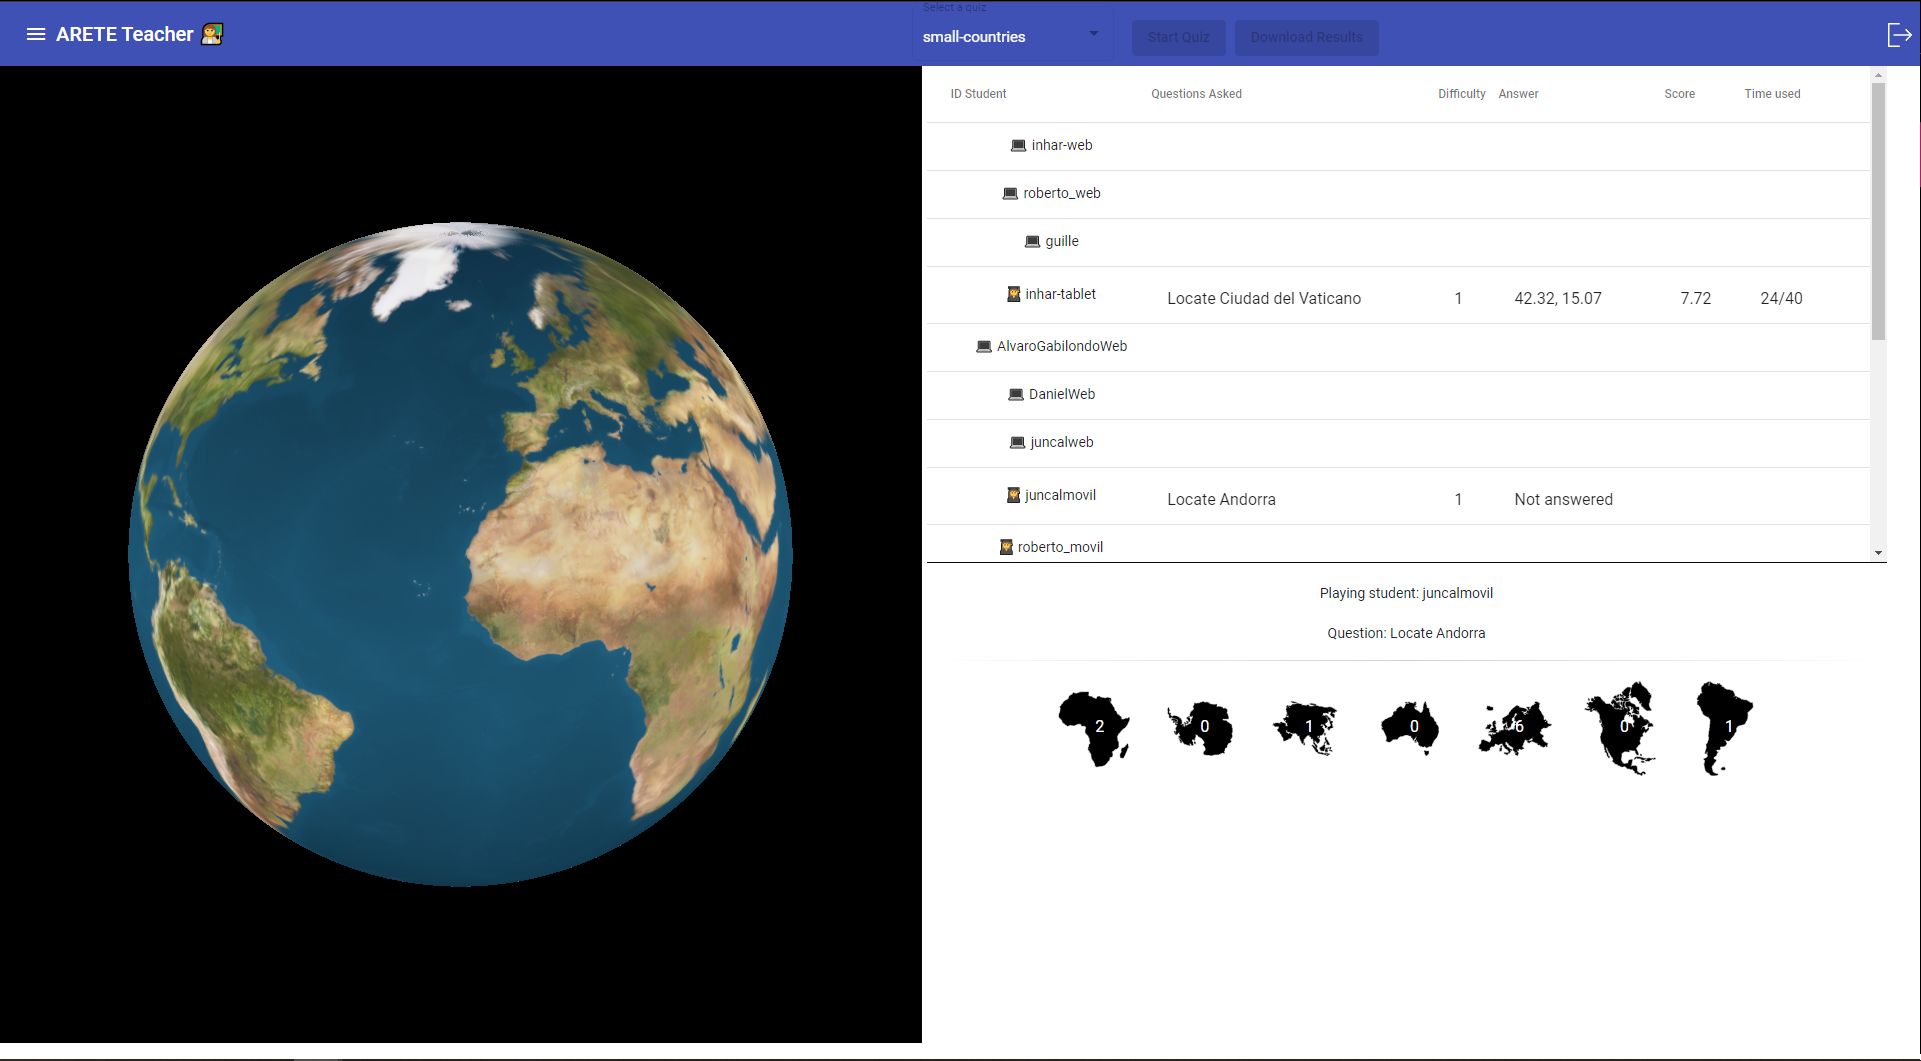 ARETE Teacher
Select a quiz
small-countries
Start Quiz
Download Results
ID Student Questions Asked Difficulty Answer Score Time used
inhar-web
roberto_web
guille
inhar-tablet Locate Ciudad del Vaticano 1 42.32, 15.07 7.72 24/40
AlvaroGabilondoWeb
DanielWeb
juncalweb
juncalmovil Locate Andorra 1 Not answered
roberto_movil
Playing student: juncalmovil
Question: Locate Andorra
2 0 1 0 6 0 1